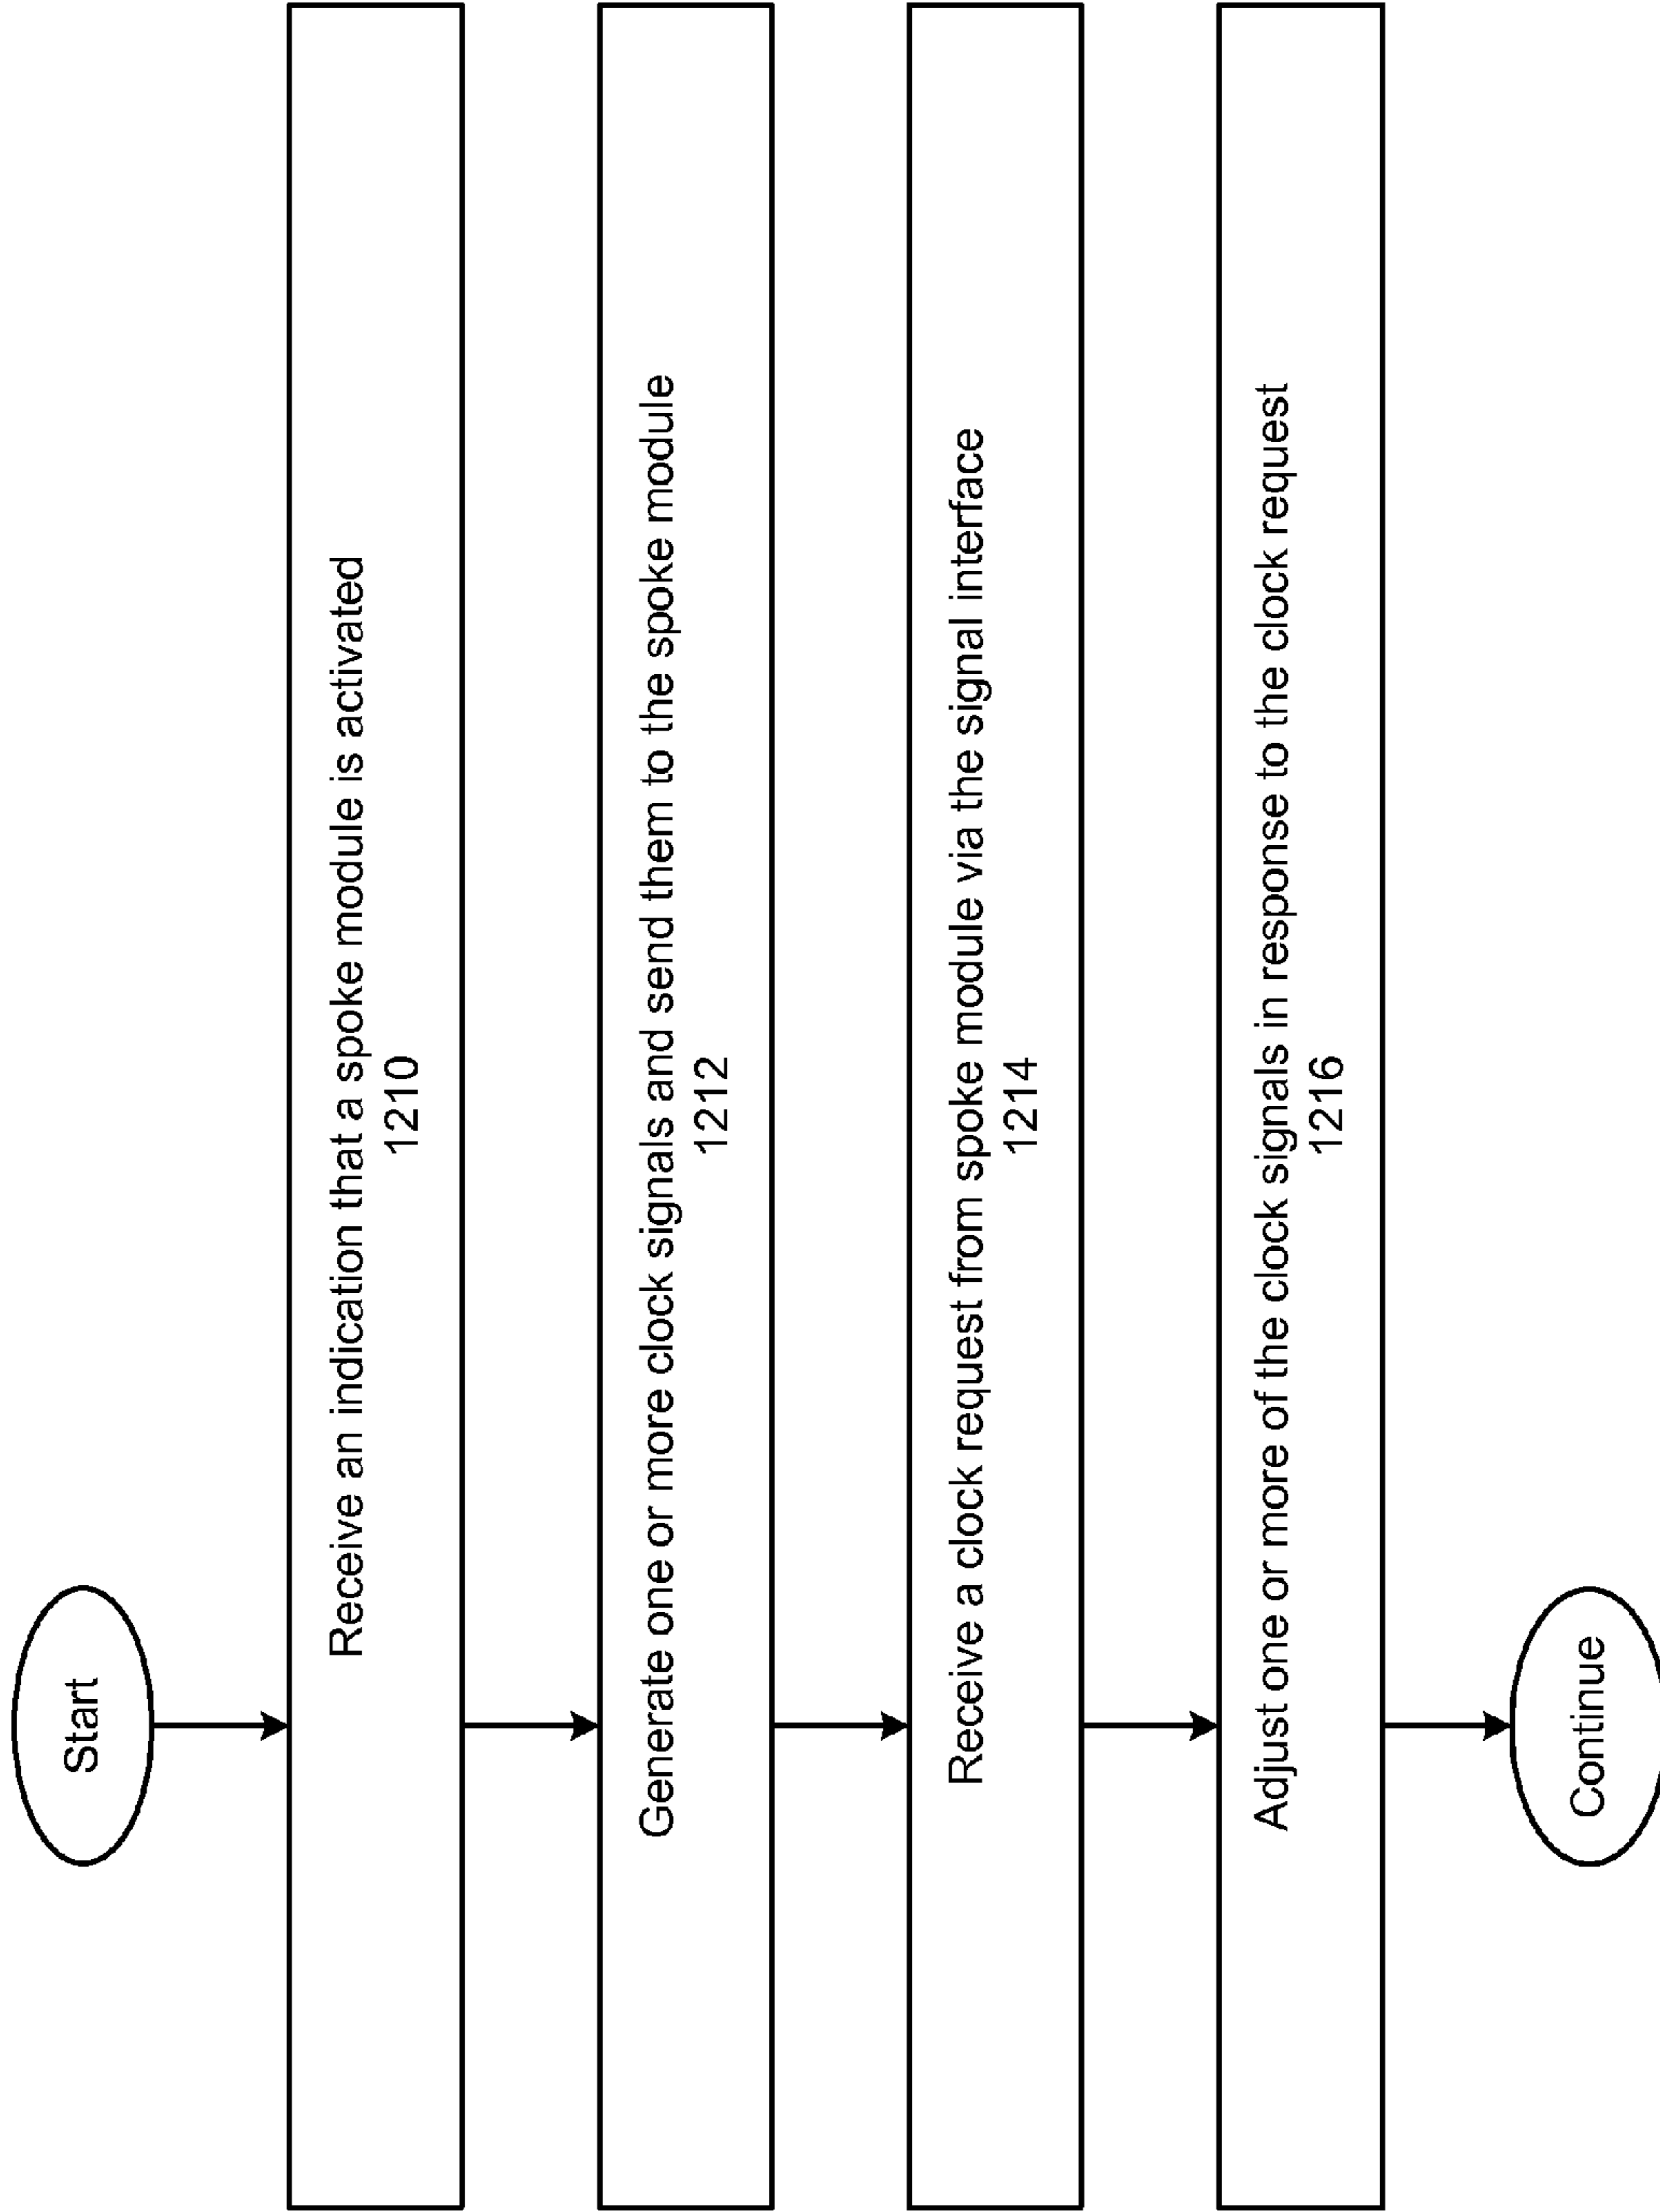 Start
Receive an indication that a spoke module is activated
1210
Generate one or more clock signals and send them to the spoke module
1212
Receive a clock request from spoke module via the signal interface
1214
Adjust one or more of the clock signals in response to the clock request
1216
Continue